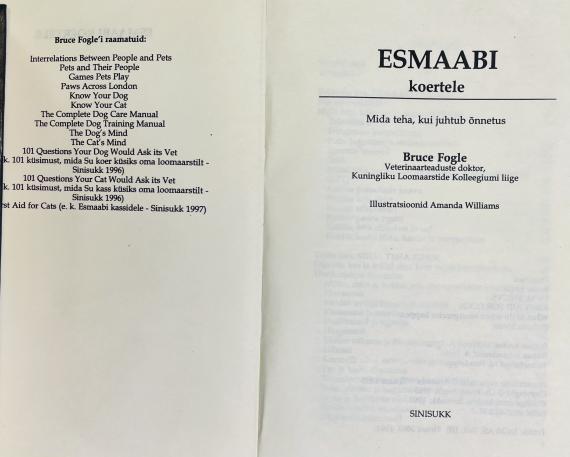 Bruce Fogle'i raamatuid:
Interrelations Between People and Pets
Pets and Their People
Games Pets Play
Paws Across London
Know Your Dog
Know Your Cat
The Complete Dog Care Manual
The Complete Dog Training Manual
The Dog's Mind
The Cat's Mind
101 Questions Your Dog Would Ask its Vet
k. 101 küsimust, mida Su koer küsiks oma loomaarstilt -
Sinisukk 1996)
101 Questions Your Cat Would Ask its Vet
k. 101 küsimust, mida Su kass küsiks oma loomaarstilt -
Sinisukk 1996)
st Aid for Cats (e. k. Esmaabi kassidele - Sinisukk 1997)
ESMAABI
koertele
Mida teha, kui juhtub õnnetus
Bruce Fogle
Veterinaarteaduste doktor,
Kuningliku Loomaarstide Kolleegiumi liige
Illustratsioonid Amanda Williams
SINISUKK